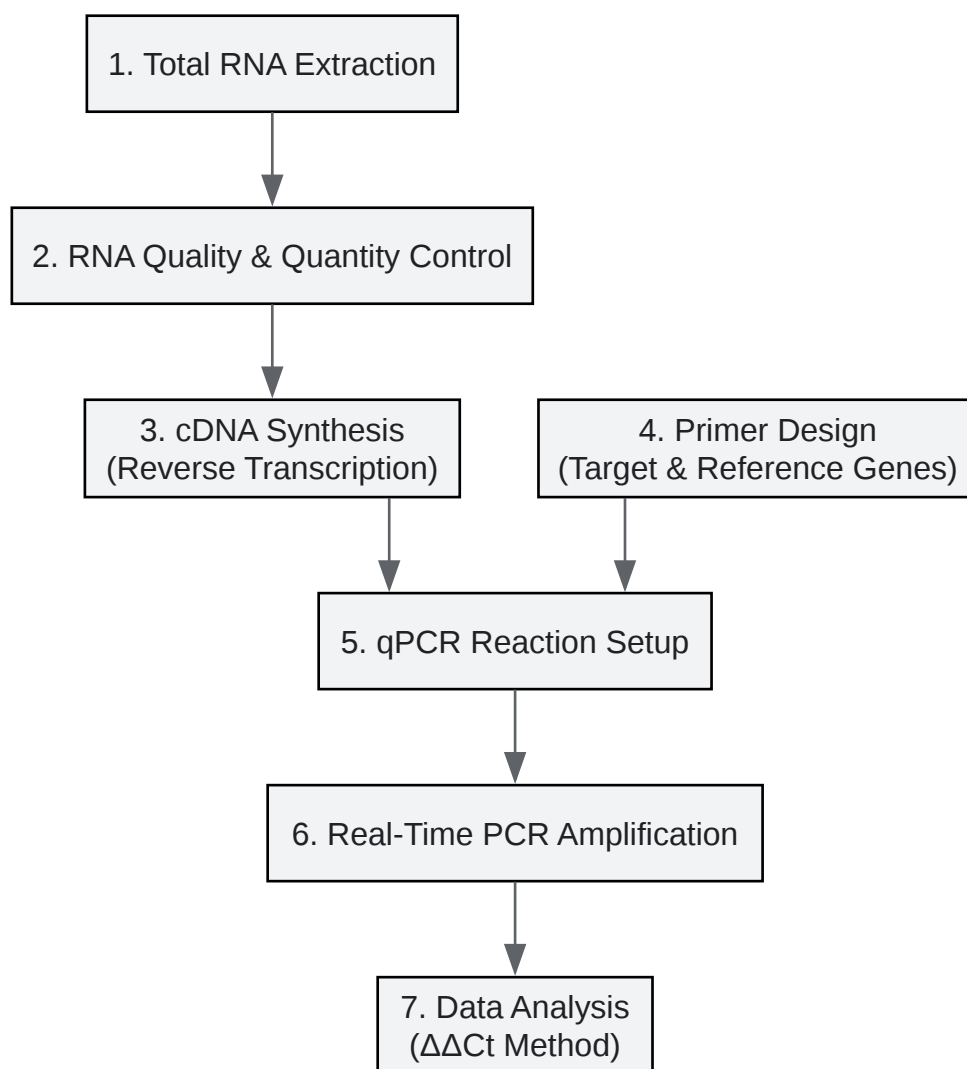 1. Total RNA Extraction
2. RNA Quality & Quantity Control
3. cDNA Synthesis
(Reverse Transcription)
4. Primer Design
(Target & Reference Genes)
5. qPCR Reaction Setup
6. Real-Time PCR Amplification
7. Data Analysis
(ΔΔCt Method)